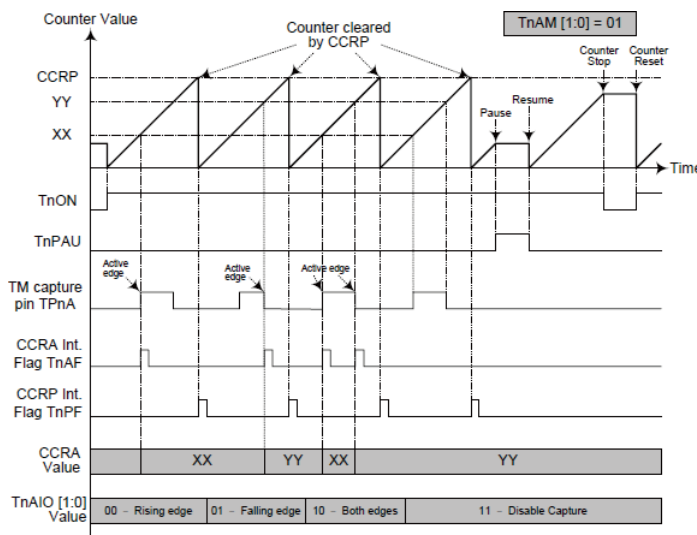 Counter Value
TnAM [1:0] = 01
Counter cleared
by CCRP
Counter
Stop
Counter
Reset
CCRP
YY
XX
Pause
Resume
Time
TnON
TnPAU
TM capture
pin TPnA
Active
edge
Active
edge
Active edge
CCRA Int.
Flag TnAF
CCRP Int.
Flag TnPF
CCRA
Value
XX
YY
XX
YY
TnAIO [1:0]
Value
00 – Rising edge
01 – Falling edge
10 – Both edges
11 – Disable Capture